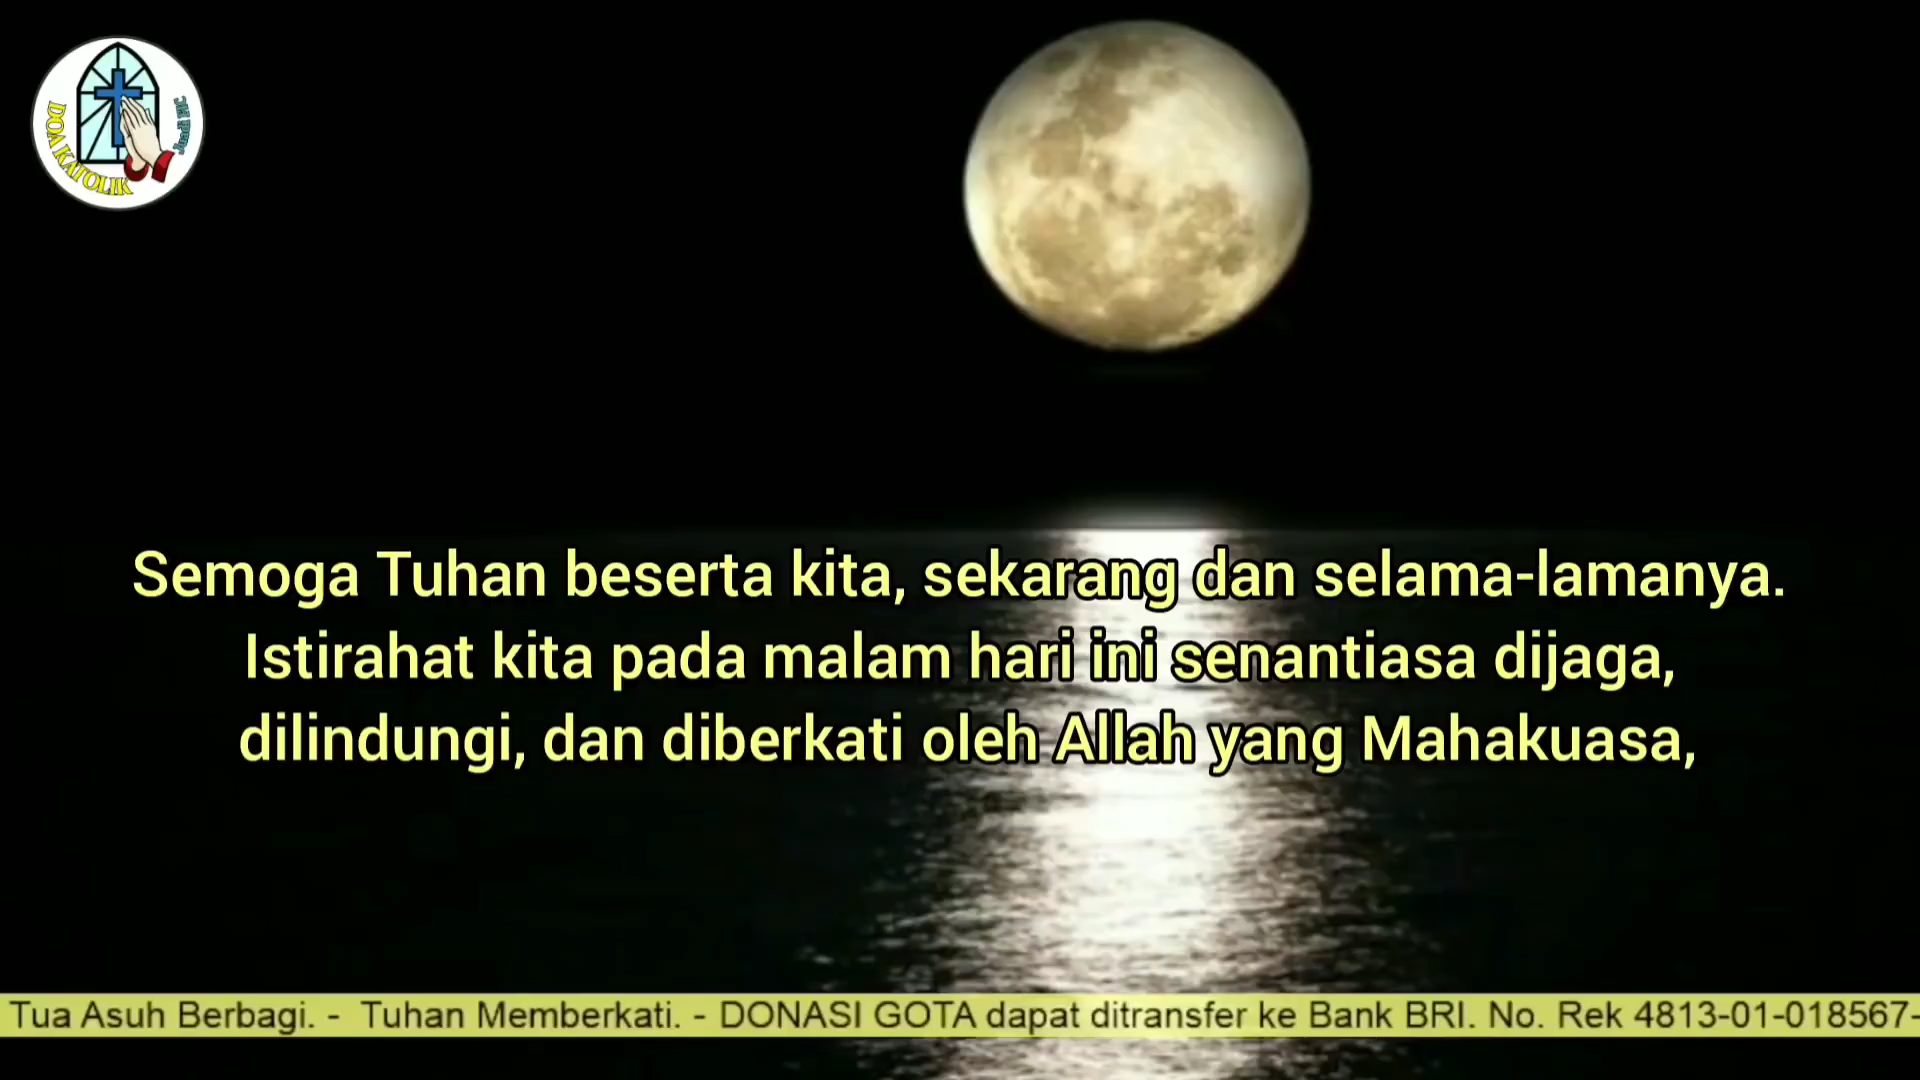 DOA KATOLIK
Semoga Tuhan beserta kita, sekarang dan selama-lamanya.
Istirahat kita pada malam hari ini senantiasa dijaga,
dilindungi, dan diberkati oleh Allah yang Mahakuasa,
Tua Asuh Berbagi. - Tuhan Memberkati. - DONASI GOTA dapat ditransfer ke Bank BRI. No. Rek 4813-01-018567-